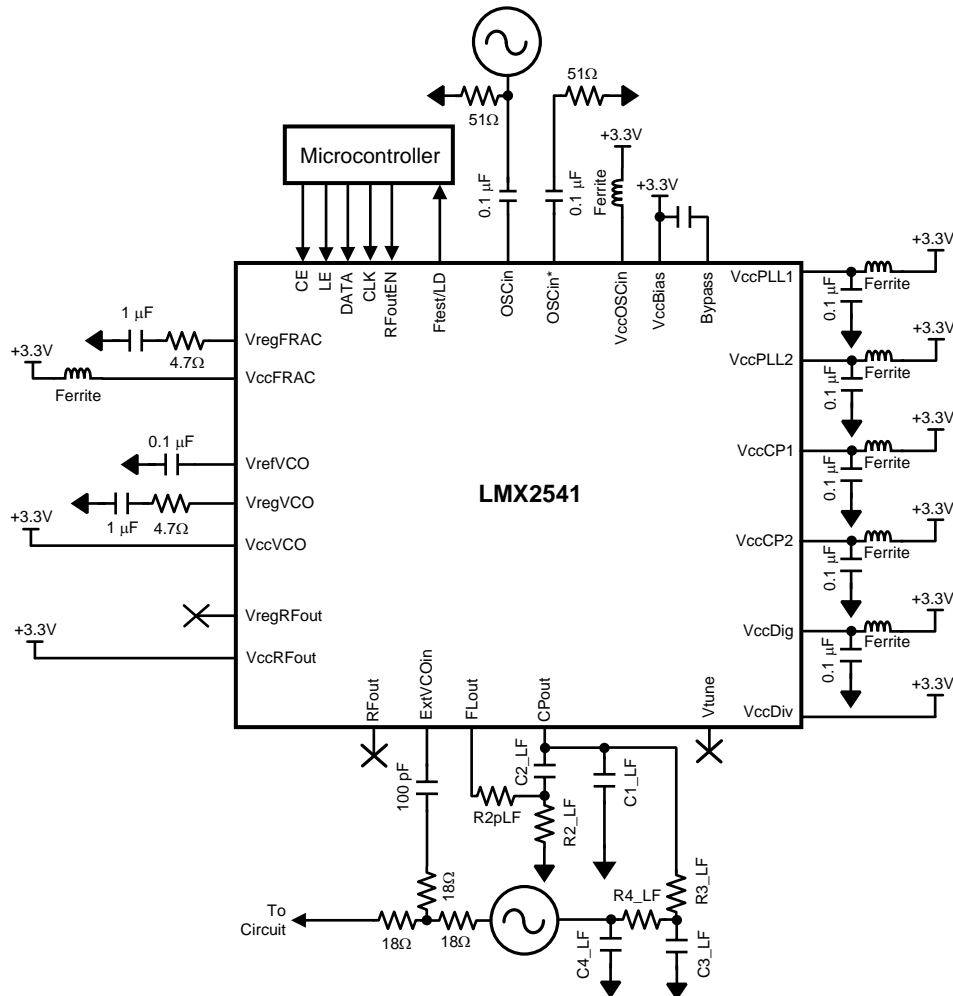 51Ω
51Ω
+3.3V
Microcontroller
0.1 μF
0.1 μF
Ferrite
+3.3V
CE
LE
DATA
CLK
RFoutEN
Ftest/LD
OSCin
OSCin*
VccOSCin
VccBias
Bypass
1 μF
4.7Ω
VregFRAC
+3.3V
Ferrite
VccFRAC
0.1 μF
VrefVCO
1 μF
4.7Ω
VregVCO
+3.3V
VccVCO
VregRFout
+3.3V
VccRFout
LMX2541
VccPLL1
+3.3V
Ferrite
0.1 μF
VccPLL2
+3.3V
Ferrite
0.1 μF
VccCP1
+3.3V
Ferrite
0.1 μF
VccCP2
+3.3V
Ferrite
0.1 μF
VccDig
+3.3V
Ferrite
0.1 μF
VccDiv
+3.3V
RFout
ExtVCOin
FLout
CPout
Vtune
100 pF
C2_LF
C1_LF
R2pLF
R2_LF
18Ω
R4_LF
R3_LF
To
Circuit
18Ω
18Ω
C4_LF
C3_LF